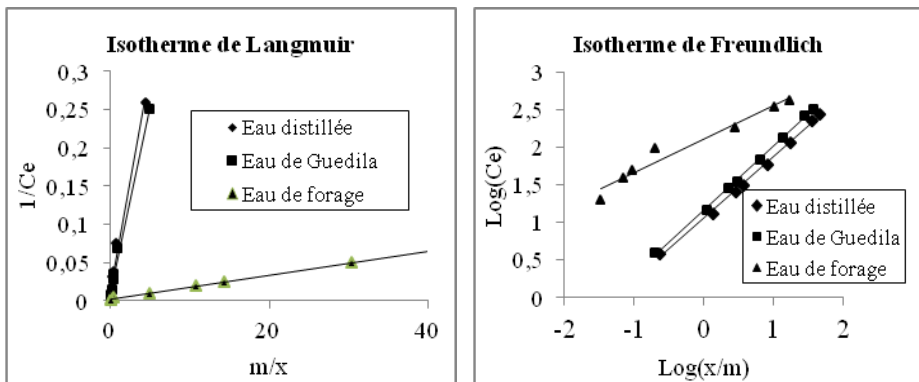 Isotherme de Langmuir
0,3
0,25
0,2
0,15
0,1
0,05
0
1/Ce
Eau distillée
Eau de Guedila
Eau de forage
0
20
40
m/x
Isotherme de Freundlich
3
2,5
2
1,5
1
0,5
0
Log(Ce)
Eau distillée
Eau de Guedila
Eau de forage
-2
-1
0
1
2
Log(x/m)